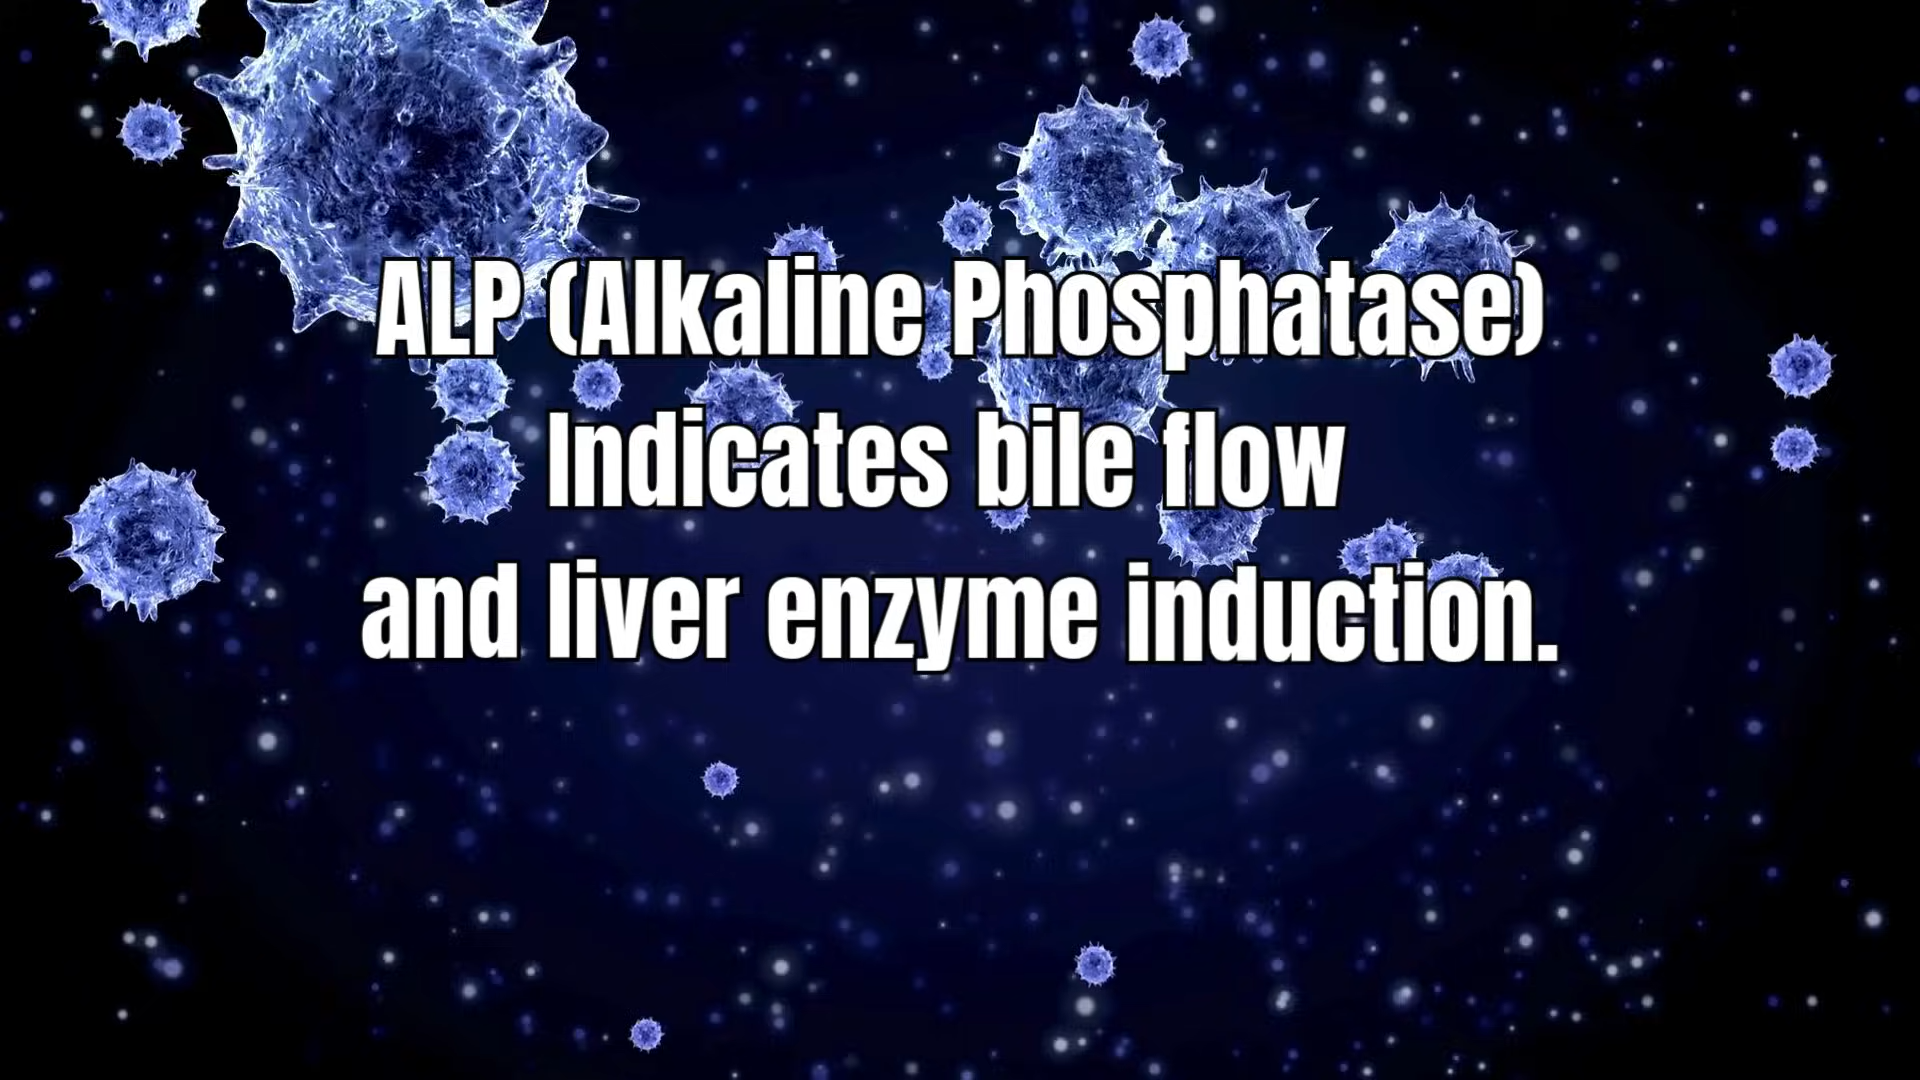 ALP (Alkaline Phosphatase)
Indicates bile flow
and liver enzyme induction.